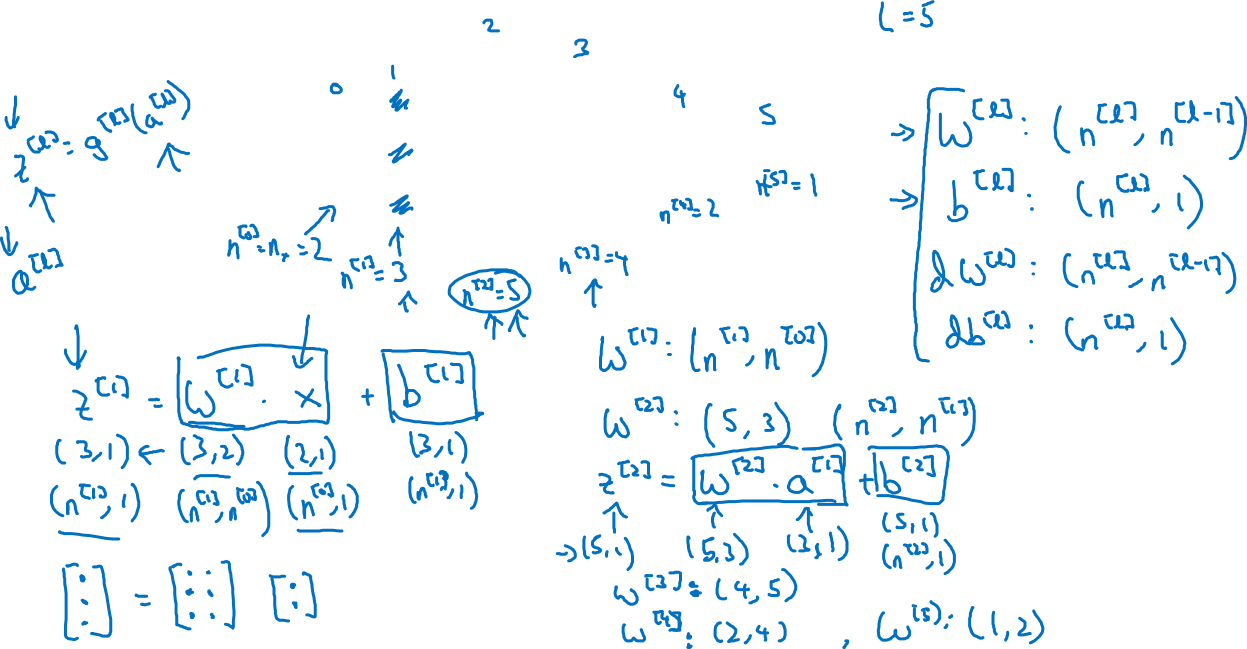 L = 5
2
3
0 1
4
5
z^[l] = g^[l](a^[l])
a^[l]
n^[0] = n_x = 2
n^[1] = 3
n^[2] = 5
n^[3] = 4
n^[5] = 1
W^[l] : (n^[l], n^[l-1])
b^[l] : (n^[l], 1)
dW^[l] : (n^[l], n^[l-1])
db^[l] : (n^[l], 1)
z^[1] = W^[1] · x + b^[1]
(3,1) ← (3,2) (2,1) (3,1)
(n^[1], 1) (n^[1], n^[0]) (n^[0], 1) (n^[1], 1)
[⋮] = [⋮ ⋮] [:]
W^[1] : (n^[1], n^[0])
W^[2] : (5,3) (n^[2], n^[1])
z^[2] = W^[2] · a^[1] + b^[2]
→ (5,1) (5,3) (3,1) (5,1)
(n^[2], 1)
W^[3] : (4,5)
W^[4] : (2,4) , W^[5] : (1,2)